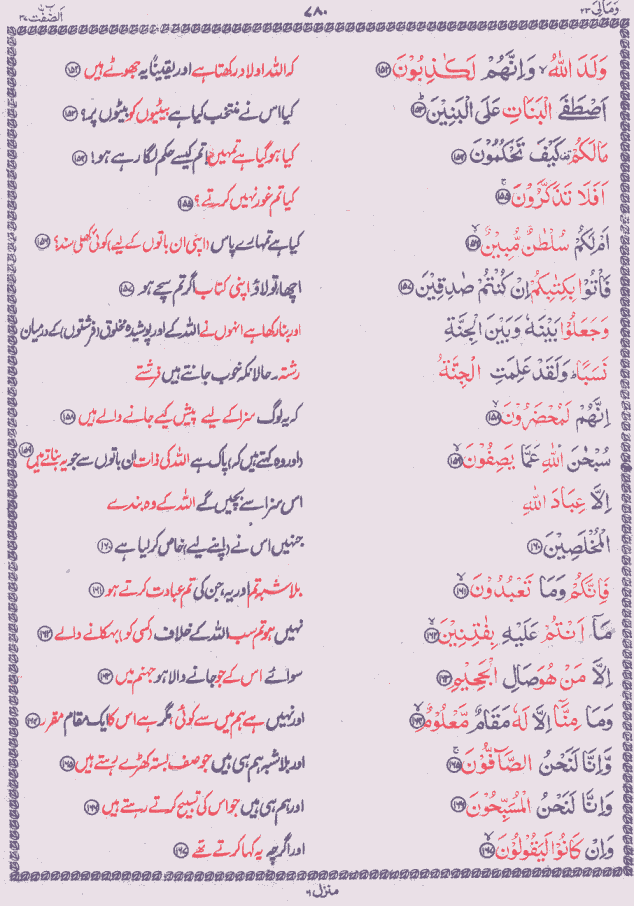 وَمَالِیَ ۲۳
۷۸۰
اَلصّٰٓفّٰت ۳۷
وَلَدَ اللّٰهُ ۙ وَاِنَّهُمْ لَكٰذِبُوْنَ ﴿۱۵۲﴾ کہ اللہ اولاد رکھتا ہے اور یقیناً یہ جھوٹے ہیں ﴿۱۵۲﴾
اَصْطَفَى الْبَنَاتِ عَلَى الْبَنِيْنَ ﴿۱۵۳﴾ کیا اس نے منتخب کیا ہے بیٹیوں کو بیٹوں پر؟ ﴿۱۵۳﴾
مَا لَكُمْ ۫ كَيْفَ تَحْكُمُوْنَ ﴿۱۵۴﴾ کیا ہو گیا ہے تمہیں! تم کیسے حکم لگا رہے ہو! ﴿۱۵۴﴾
اَفَلَا تَذَكَّرُوْنَ ﴿۱۵۵﴾ کیا تم غور نہیں کرتے؟ ﴿۱۵۵﴾
اَمْ لَكُمْ سُلْطٰنٌ مُّبِيْنٌ ﴿۱۵۶﴾ کیا ہے تمہارے پاس (اپنی ان باتوں کے لیے) کوئی کھلی سند؟ ﴿۱۵۶﴾
فَاْتُوْا بِكِتٰبِكُمْ اِنْ كُنْتُمْ صٰدِقِيْنَ ﴿۱۵۷﴾ اچھا، تو لاؤ اپنی کتاب اگر تم سچے ہو ﴿۱۵۷﴾
وَجَعَلُوْا بَيْنَهٗ وَبَيْنَ الْجِنَّةِ اور بنا رکھا ہے انہوں نے اللہ کے اور پوشیدہ مخلوق (فرشتوں) کے درمیان
نَسَبًا ؕ وَلَقَدْ عَلِمَتِ الْجِنَّةُ رشتہ۔ حالانکہ خوب جانتے ہیں فرشتے
اِنَّهُمْ لَمُحْضَرُوْنَ ﴿۱۵۸﴾ کہ یہ لوگ سزا کے لیے پیش کیے جانے والے ہیں ﴿۱۵۸﴾
سُبْحٰنَ اللّٰهِ عَمَّا يَصِفُوْنَ ﴿۱۵۹﴾ (اور وہ کہتے ہیں کہ) پاک ہے اللہ کی ذات ان باتوں سے جو یہ بناتے ہیں ﴿۱۵۹﴾
اِلَّا عِبَادَ اللّٰهِ اس سزا سے بچیں گے اللہ کے وہ بندے
الْمُخْلَصِيْنَ ﴿۱۶۰﴾ جنہیں اس نے (اپنے لیے) خاص کر لیا ہے ﴿۱۶۰﴾
فَاِنَّكُمْ وَمَا تَعْبُدُوْنَ ﴿۱۶۱﴾ بلاشبہ تم اور یہ، جن کی تم عبادت کرتے ہو ﴿۱۶۱﴾
مَاۤ اَنْتُمْ عَلَيْهِ بِفٰتِنِيْنَ ﴿۱۶۲﴾ نہیں ہو تم سب اللہ کے خلاف (کسی کو) بہکانے والے ﴿۱۶۲﴾
اِلَّا مَنْ هُوَ صَالِ الْجَحِيْمِ ﴿۱۶۳﴾ سوائے اس کے جو جانے والا ہو جہنم میں ﴿۱۶۳﴾
وَمَا مِنَّاۤ اِلَّا لَهٗ مَقَامٌ مَّعْلُوْمٌ ﴿۱۶۴﴾ اور نہیں ہے ہم میں سے کوئی مگر ہے اس کا ایک مقام مقرر ﴿۱۶۴﴾
وَّاِنَّا لَنَحْنُ الصَّآفُّوْنَ ﴿۱۶۵﴾ اور بلاشبہ ہم ہی ہیں جو صف بستہ کھڑے رہتے ہیں ﴿۱۶۵﴾
وَاِنَّا لَنَحْنُ الْمُسَبِّحُوْنَ ﴿۱۶۶﴾ اور ہم ہی ہیں جو اس کی تسبیح کرتے رہتے ہیں ﴿۱۶۶﴾
وَاِنْ كَانُوْا لَيَقُوْلُوْنَ ﴿۱۶۷﴾ اور اگرچہ یہ کہا کرتے تھے ﴿۱۶۷﴾
منزل ۶